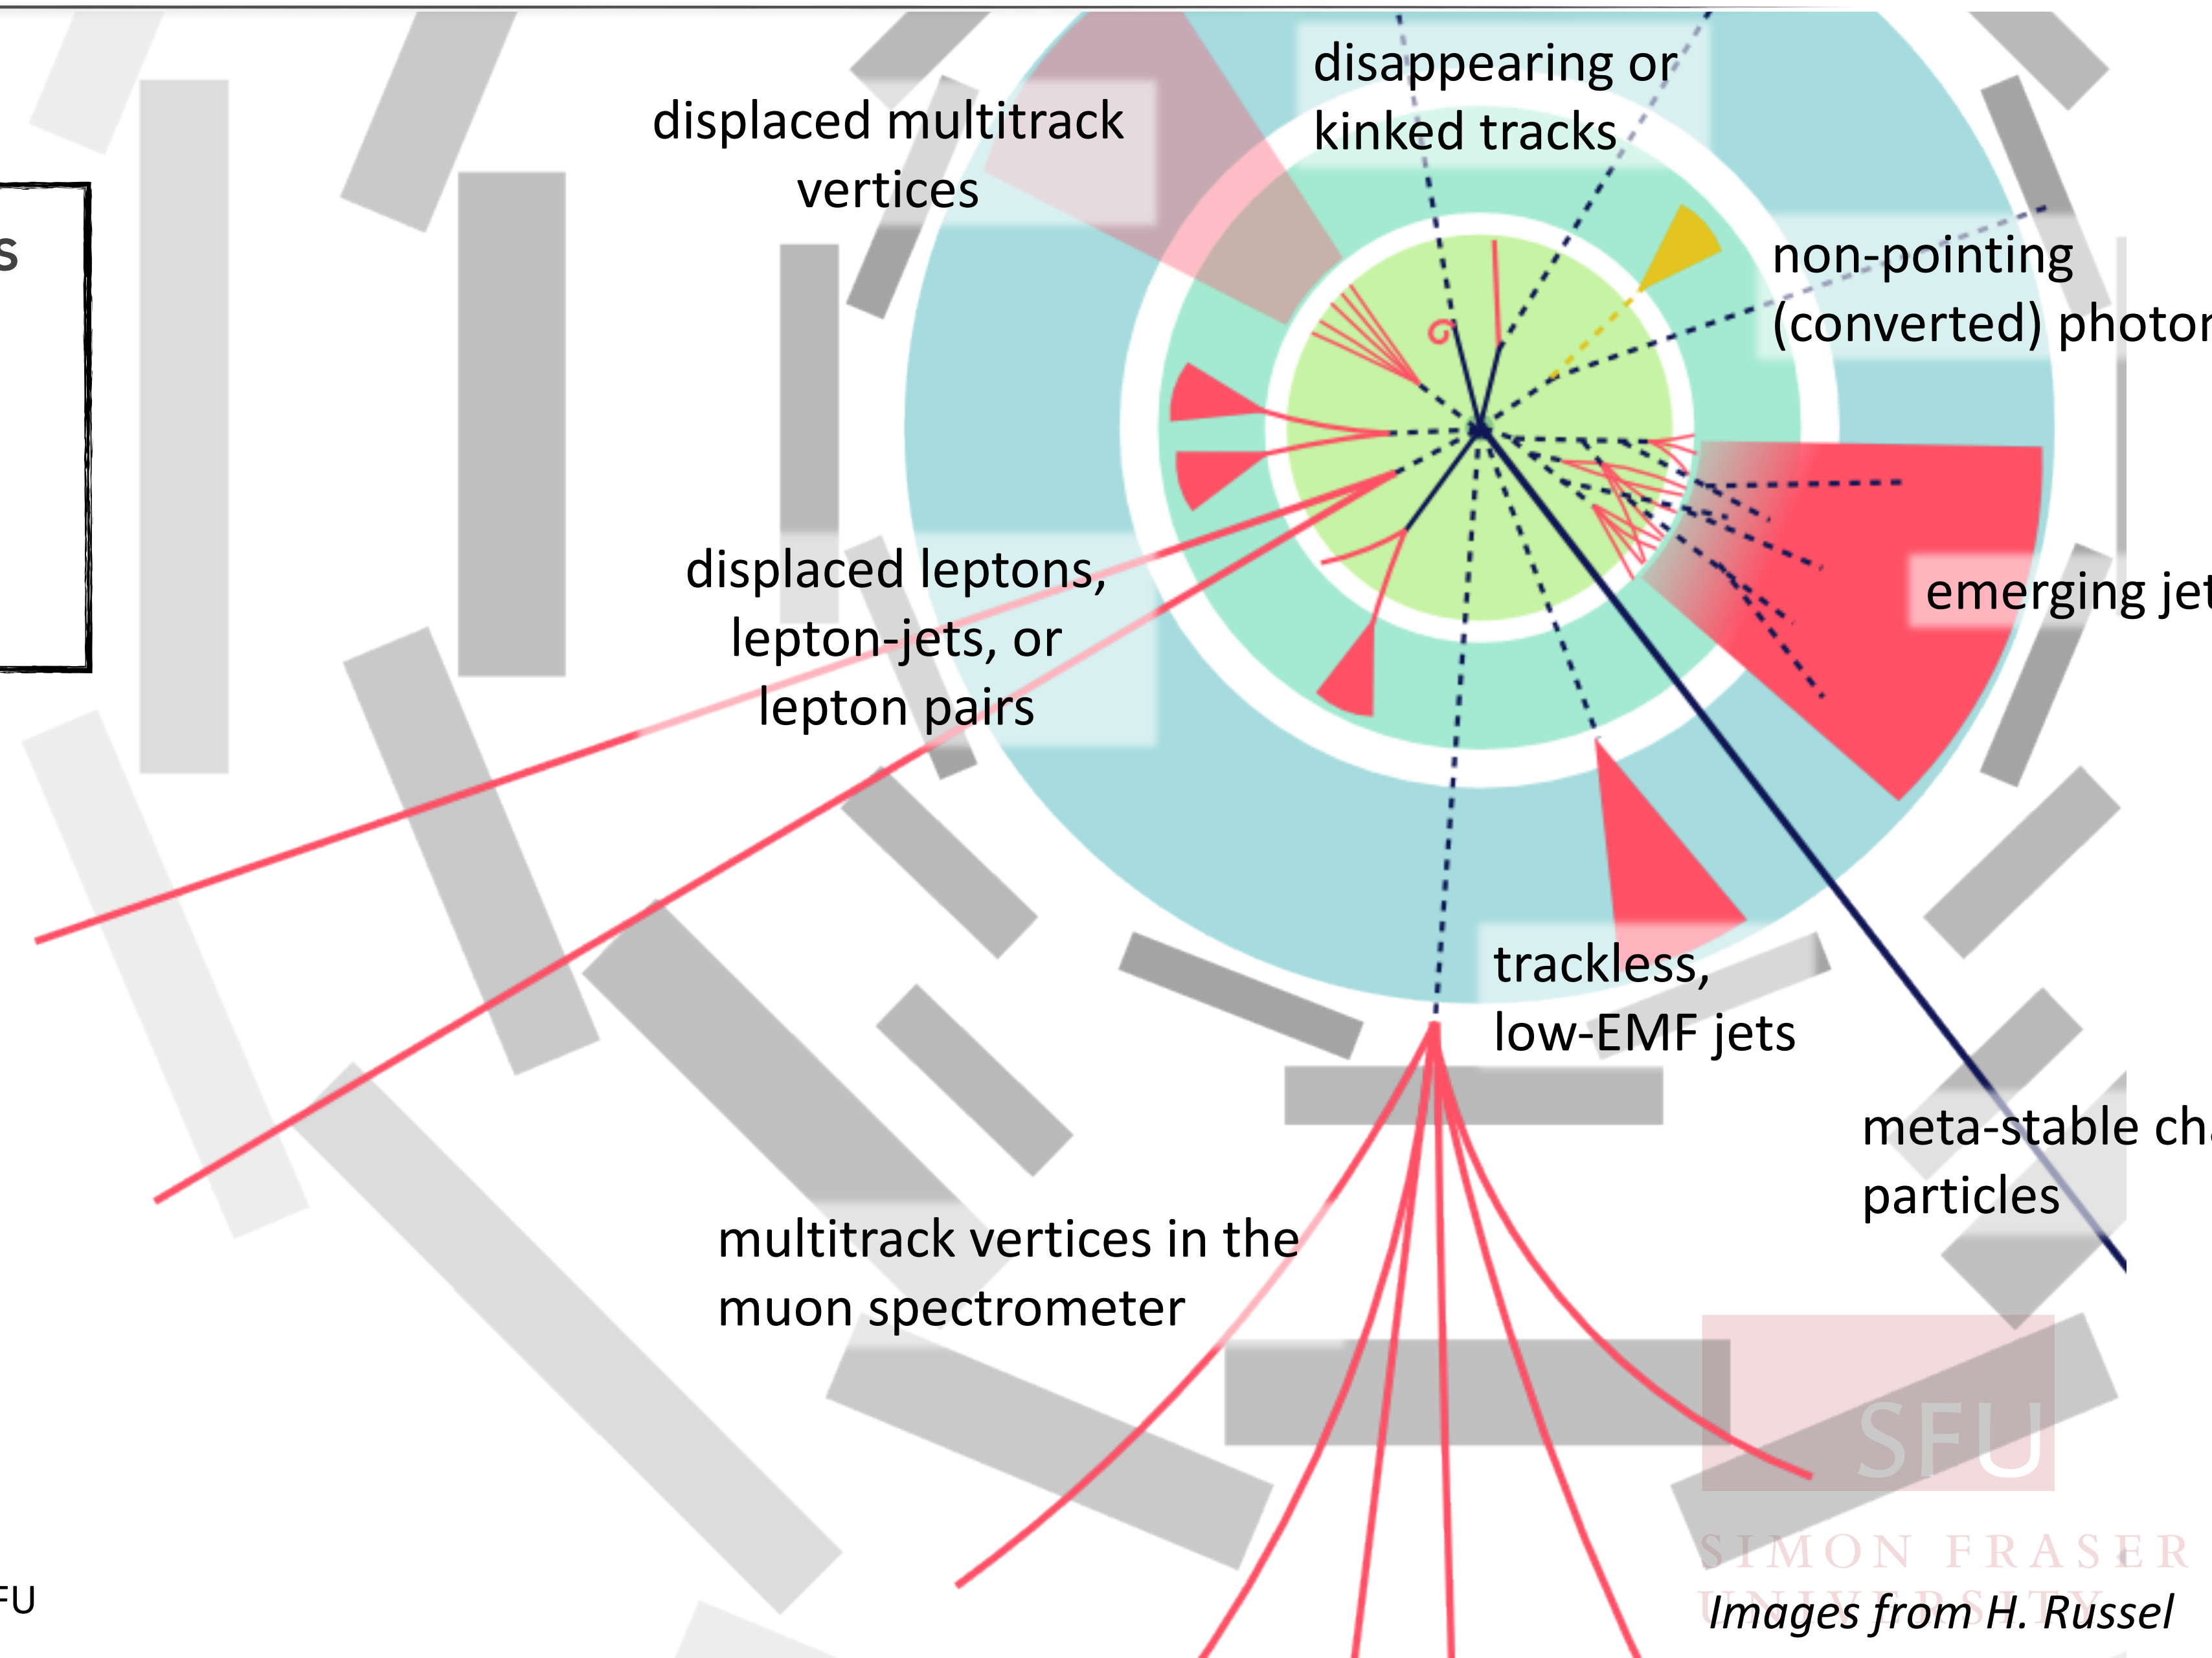 disappearing or
kinked tracks
displaced multitrack
vertices
s
non-pointing
(converted) photon
displaced leptons,
lepton-jets, or
lepton pairs
emerging jet
trackless,
low-EMF jets
meta-stable cha
particles
multitrack vertices in the
muon spectrometer
SFU
SIMON FRASER
UNIVERSITY
Images from H. Russel
FU